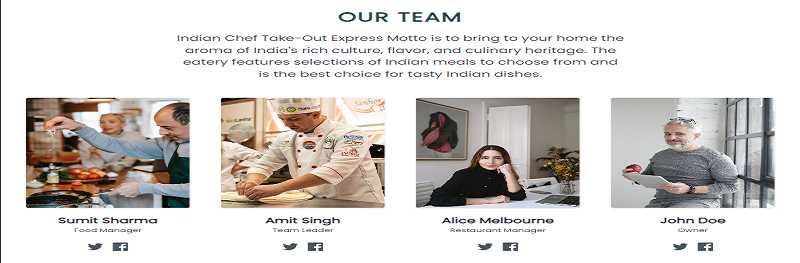 OUR TEAM
Indian Chef Take-Out Express Motto is to bring to your home the
aroma of India's rich culture, flavor, and culinary heritage. The
eatery features selections of Indian meals to choose from and
is the best choice for tasty Indian dishes.
Sumit Sharma
Food Manager
Amit Singh
Team Leader
Alice Melbourne
Restaurant Manager
John Doe
Owner